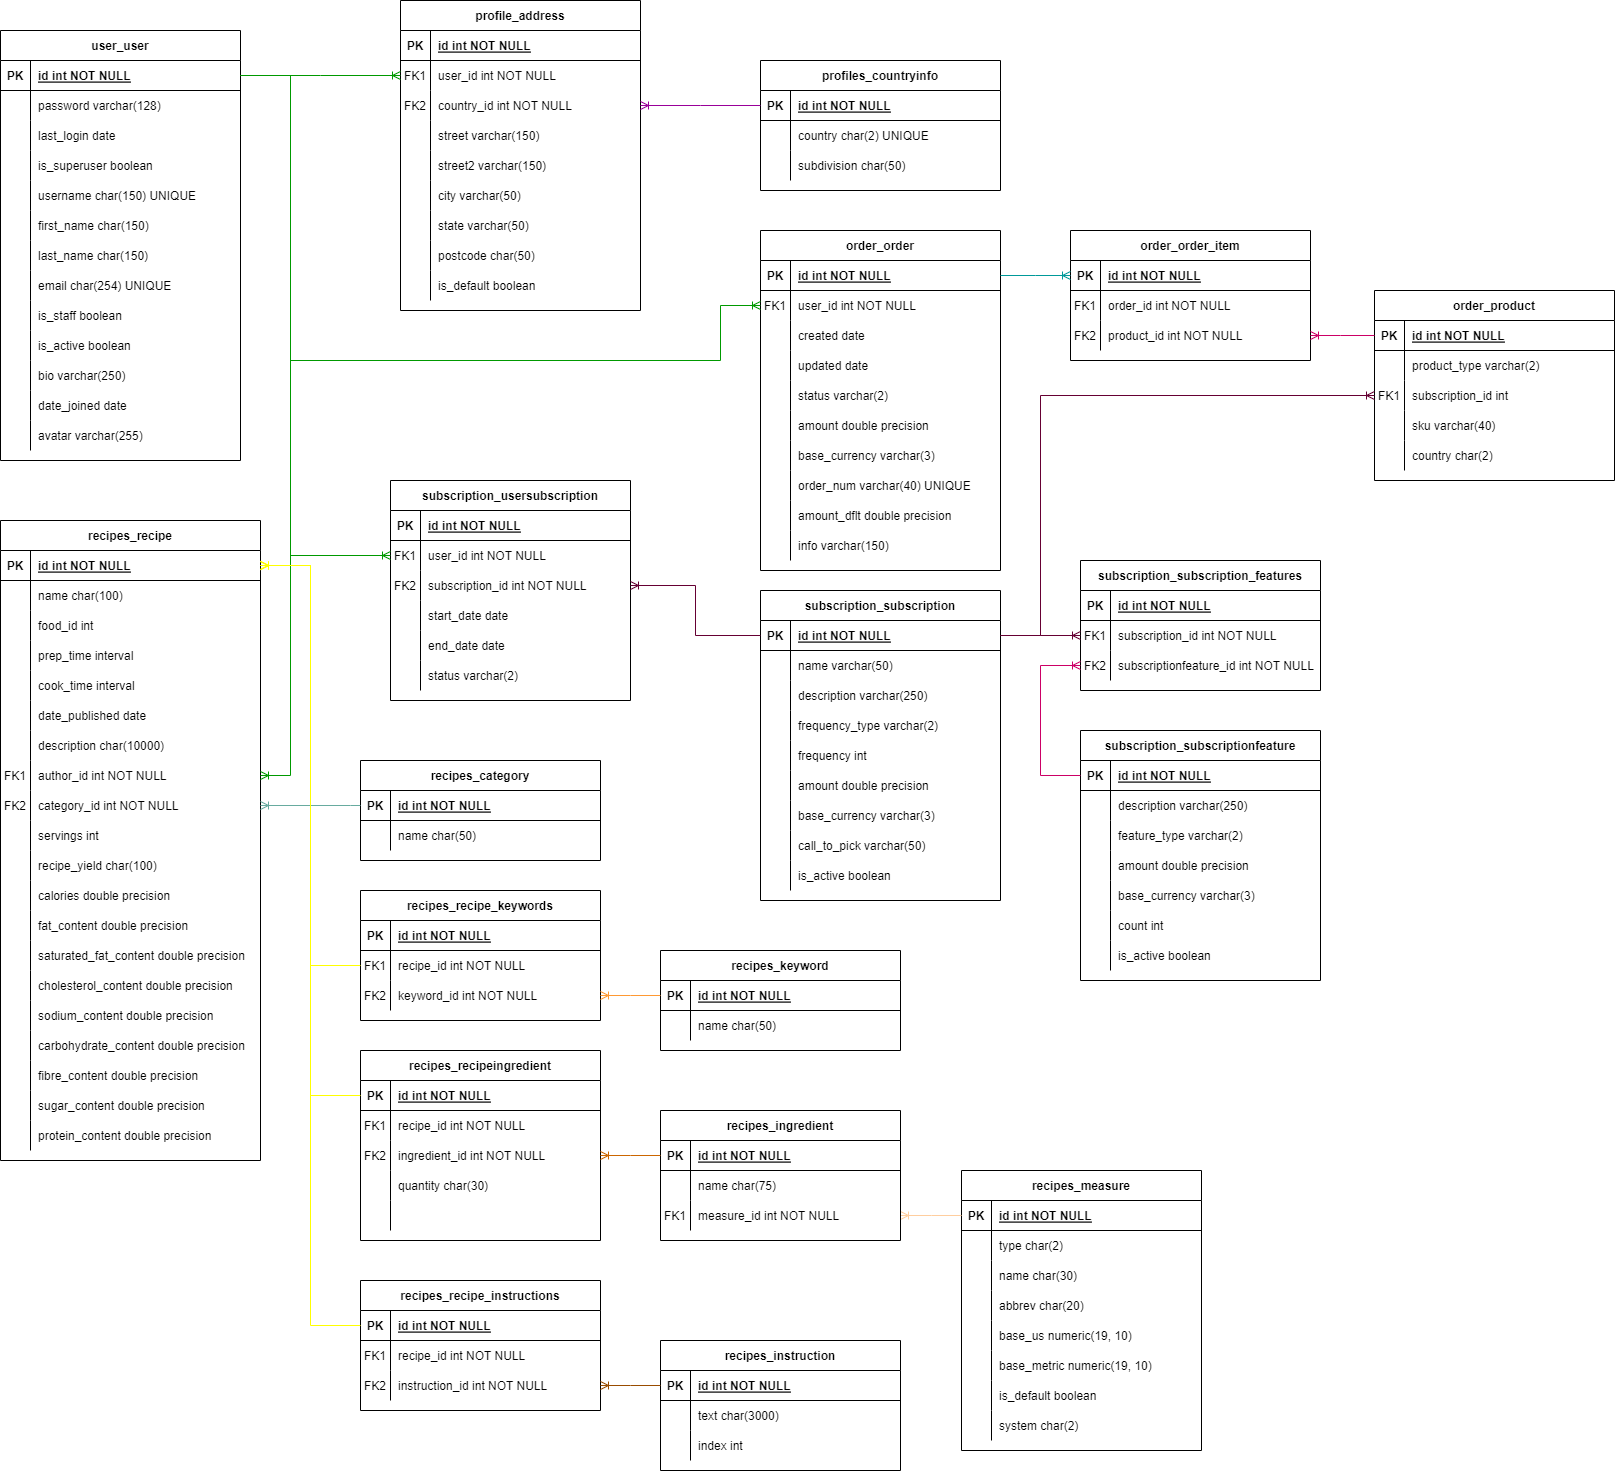 user_user
PK id int NOT NULL
password varchar(128)
last_login date
is_superuser boolean
username char(150) UNIQUE
first_name char(150)
last_name char(150)
email char(254) UNIQUE
is_staff boolean
is_active boolean
bio varchar(250)
date_joined date
avatar varchar(255)
profile_address
PK id int NOT NULL
FK1 user_id int NOT NULL
FK2 country_id int NOT NULL
street varchar(150)
street2 varchar(150)
city varchar(50)
state varchar(50)
postcode char(50)
is_default boolean
profiles_countryinfo
PK id int NOT NULL
country char(2) UNIQUE
subdivision char(50)
order_order
PK id int NOT NULL
FK1 user_id int NOT NULL
created date
updated date
status varchar(2)
amount double precision
base_currency varchar(3)
order_num varchar(40) UNIQUE
amount_dflt double precision
info varchar(150)
order_order_item
PK id int NOT NULL
FK1 order_id int NOT NULL
FK2 product_id int NOT NULL
order_product
PK id int NOT NULL
product_type varchar(2)
FK1 subscription_id int
sku varchar(40)
country char(2)
subscription_usersubscription
PK id int NOT NULL
FK1 user_id int NOT NULL
FK2 subscription_id int NOT NULL
start_date date
end_date date
status varchar(2)
subscription_subscription
PK id int NOT NULL
name varchar(50)
description varchar(250)
frequency_type varchar(2)
frequency int
amount double precision
base_currency varchar(3)
call_to_pick varchar(50)
is_active boolean
subscription_subscription_features
PK id int NOT NULL
FK1 subscription_id int NOT NULL
FK2 subscriptionfeature_id int NOT NULL
subscription_subscriptionfeature
PK id int NOT NULL
description varchar(250)
feature_type varchar(2)
amount double precision
base_currency varchar(3)
count int
is_active boolean
recipes_recipe
PK id int NOT NULL
name char(100)
food_id int
prep_time interval
cook_time interval
date_published date
description char(10000)
FK1 author_id int NOT NULL
FK2 category_id int NOT NULL
servings int
recipe_yield char(100)
calories double precision
fat_content double precision
saturated_fat_content double precision
cholesterol_content double precision
sodium_content double precision
carbohydrate_content double precision
fibre_content double precision
sugar_content double precision
protein_content double precision
recipes_category
PK id int NOT NULL
name char(50)
recipes_recipe_keywords
PK id int NOT NULL
FK1 recipe_id int NOT NULL
FK2 keyword_id int NOT NULL
recipes_keyword
PK id int NOT NULL
name char(50)
recipes_recipeingredient
PK id int NOT NULL
FK1 recipe_id int NOT NULL
FK2 ingredient_id int NOT NULL
quantity char(30)
recipes_ingredient
PK id int NOT NULL
name char(75)
FK1 measure_id int NOT NULL
recipes_measure
PK id int NOT NULL
type char(2)
name char(30)
abbrev char(20)
base_us numeric(19, 10)
base_metric numeric(19, 10)
is_default boolean
system char(2)
recipes_recipe_instructions
PK id int NOT NULL
FK1 recipe_id int NOT NULL
FK2 instruction_id int NOT NULL
recipes_instruction
PK id int NOT NULL
text char(3000)
index int